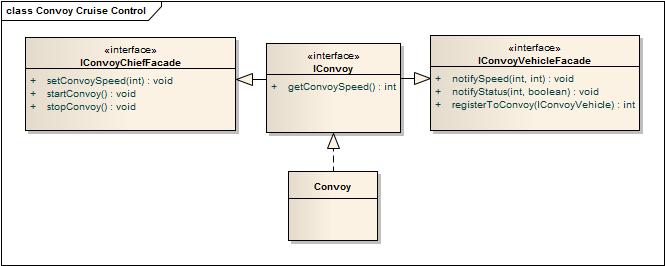 class Convoy Cruise Control
«interface»
IConvoyChiefFacade
+ setConvoySpeed(int) : void
+ startConvoy() : void
+ stopConvoy() : void
«interface»
IConvoy
+ getConvoySpeed() : int
«interface»
IConvoyVehicleFacade
+ notifySpeed(int, int) : void
+ notifyStatus(int, boolean) : void
+ registerToConvoy(IConvoyVehicle) : int
Convoy